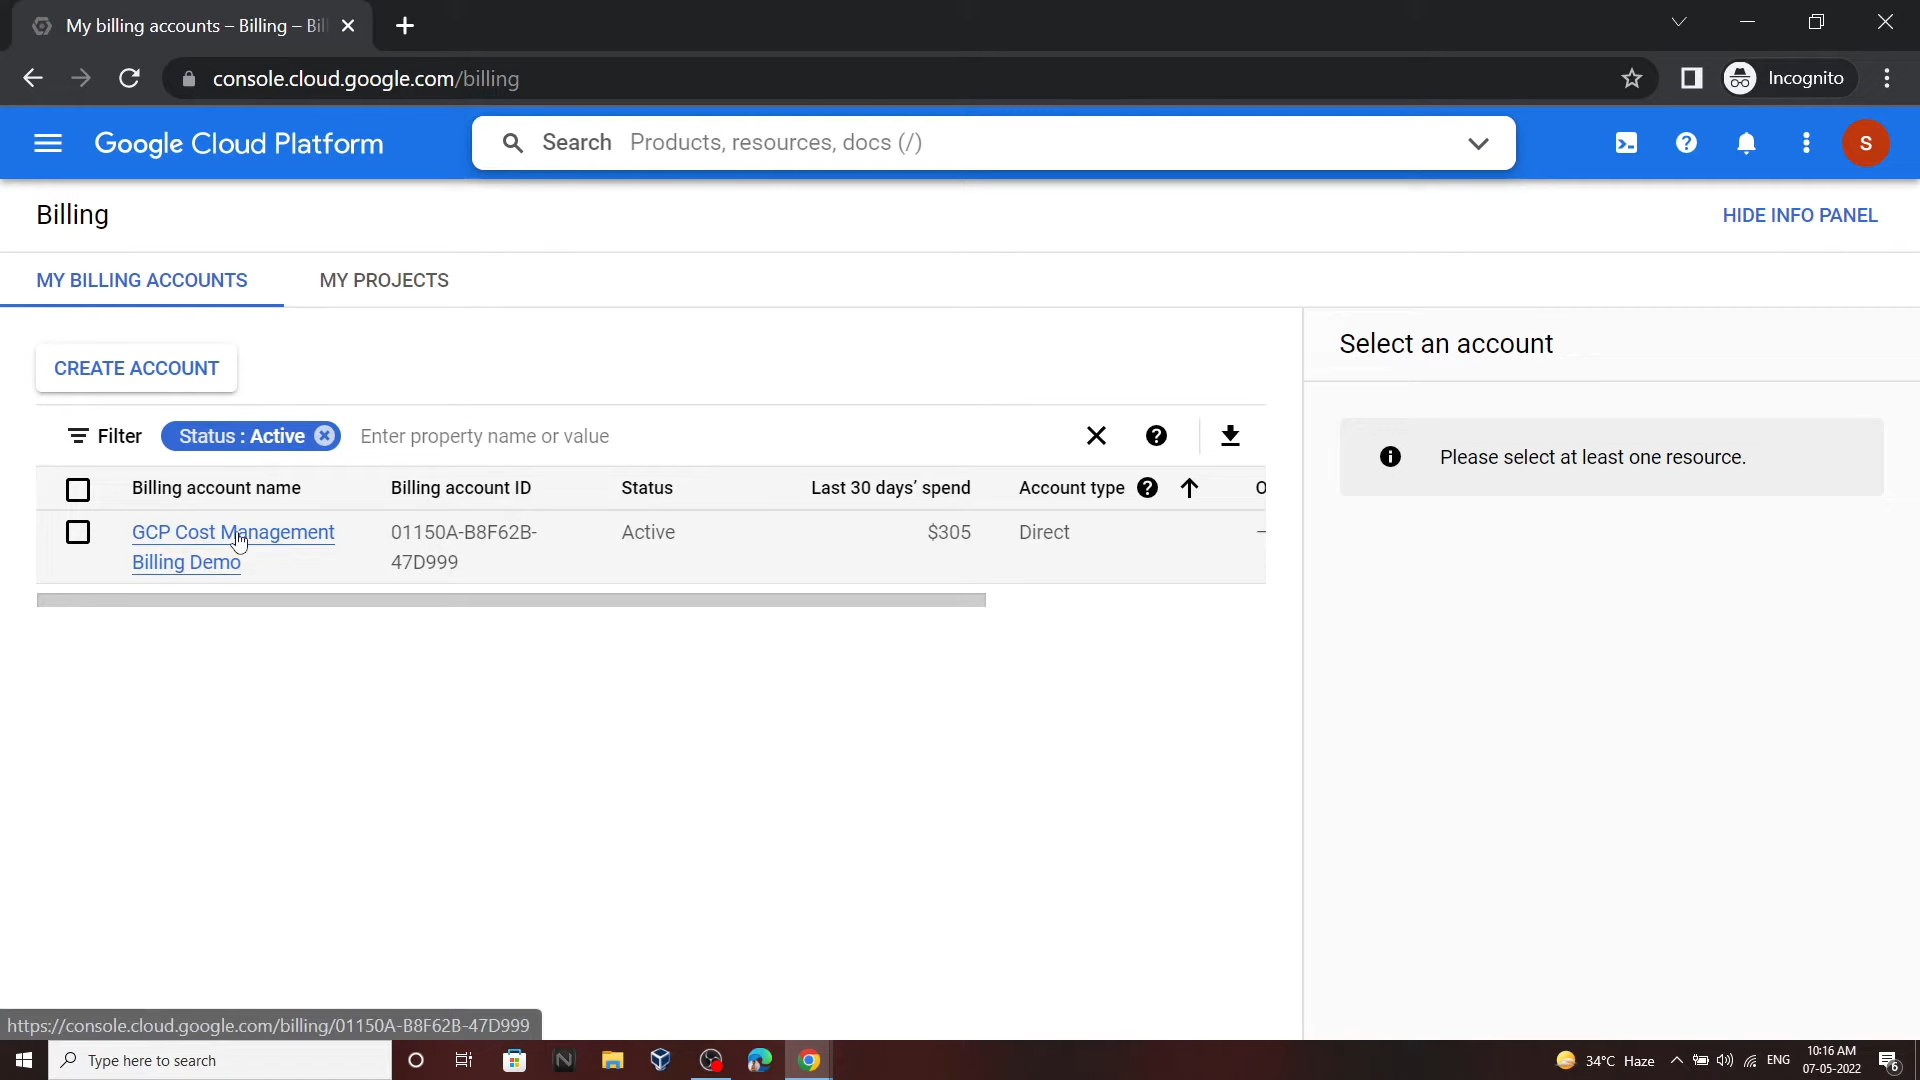 My billing accounts – Billing – Bil
console.cloud.google.com/billing
Incognito
Google Cloud Platform
Search Products, resources, docs (/)
S
Billing
HIDE INFO PANEL
MY BILLING ACCOUNTS
MY PROJECTS
CREATE ACCOUNT
Select an account
Filter Status : Active Enter property name or value
Please select at least one resource.
Billing account name Billing account ID Status Last 30 days’ spend Account type O
GCP Cost Management 01150A-B8F62B- Active $305 Direct –
Billing Demo 47D999
https://console.cloud.google.com/billing/01150A-B8F62B-47D999
Type here to search
34°C Haze
ENG
10:16 AM
07-05-2022
6